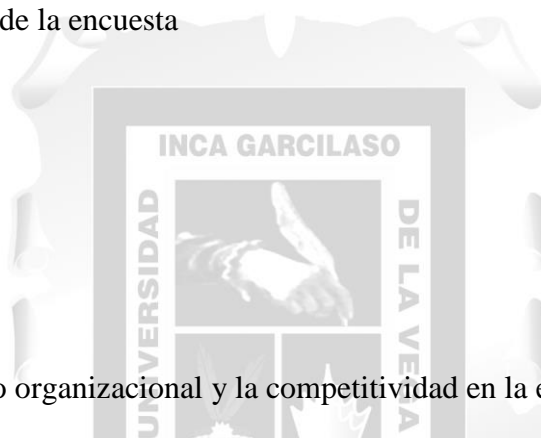 de la encuesta
INCA GARCILASO
UNIVERSIDAD
DE LA VEGA
organizacional y la competitividad en la